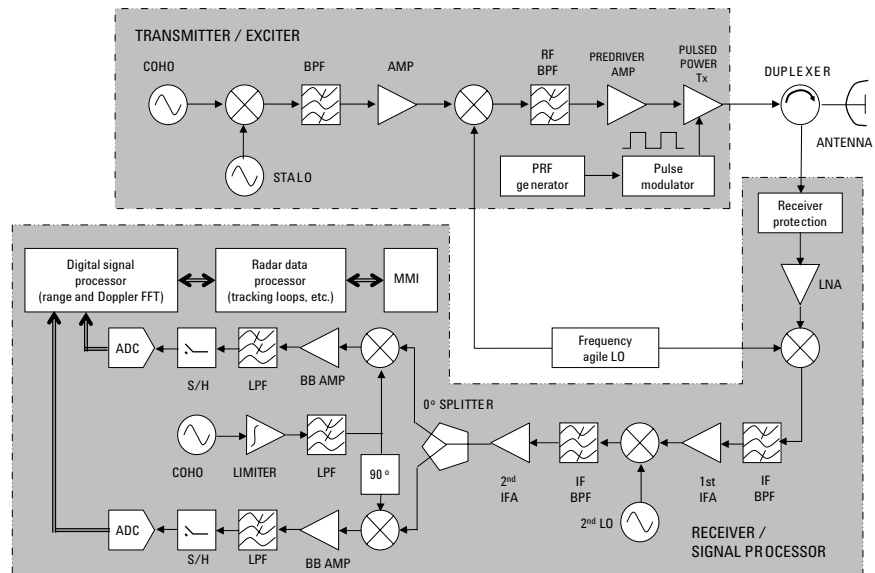 TRANSMITTER / EXCITER
COHO
BPF
AMP
RF
BPF
PREDRIVER
AMP
PULSED
POWER
Tx
DUPLEXER
ANTENNA
STALO
PRF
generator
Pulse
modulator
Receiver
protection
LNA
Digital signal
processor
(range and Doppler FFT)
Radar data
processor
(tracking loops, etc.)
MMI
Frequency
agile LO
ADC
S/H
LPF
BB AMP
0° SPLITTER
COHO
LIMITER
LPF
90°
2nd
IFA
IF
BPF
2nd LO
1st
IFA
IF
BPF
ADC
S/H
LPF
BB AMP
RECEIVER /
SIGNAL PROCESSOR